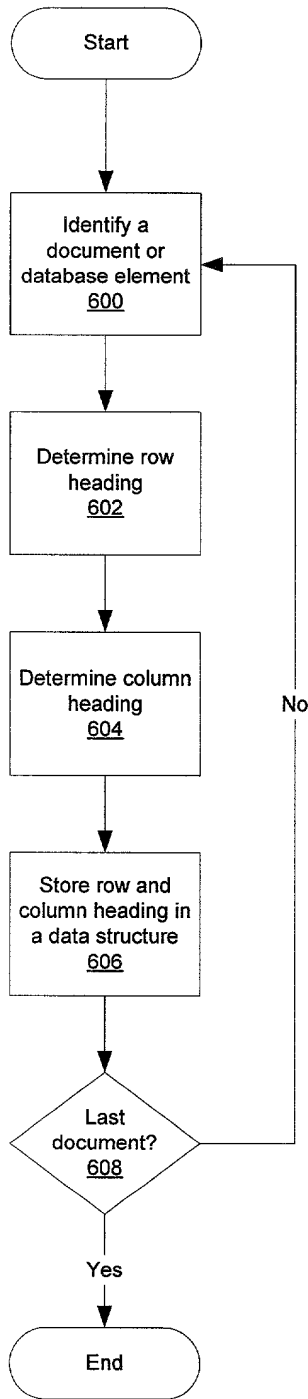 Start
Identify a
document or
database element
600
Determine row
heading
602
Determine column
heading
604
No
Store row and
column heading in
a data structure
606
Last
document?
608
Yes
End